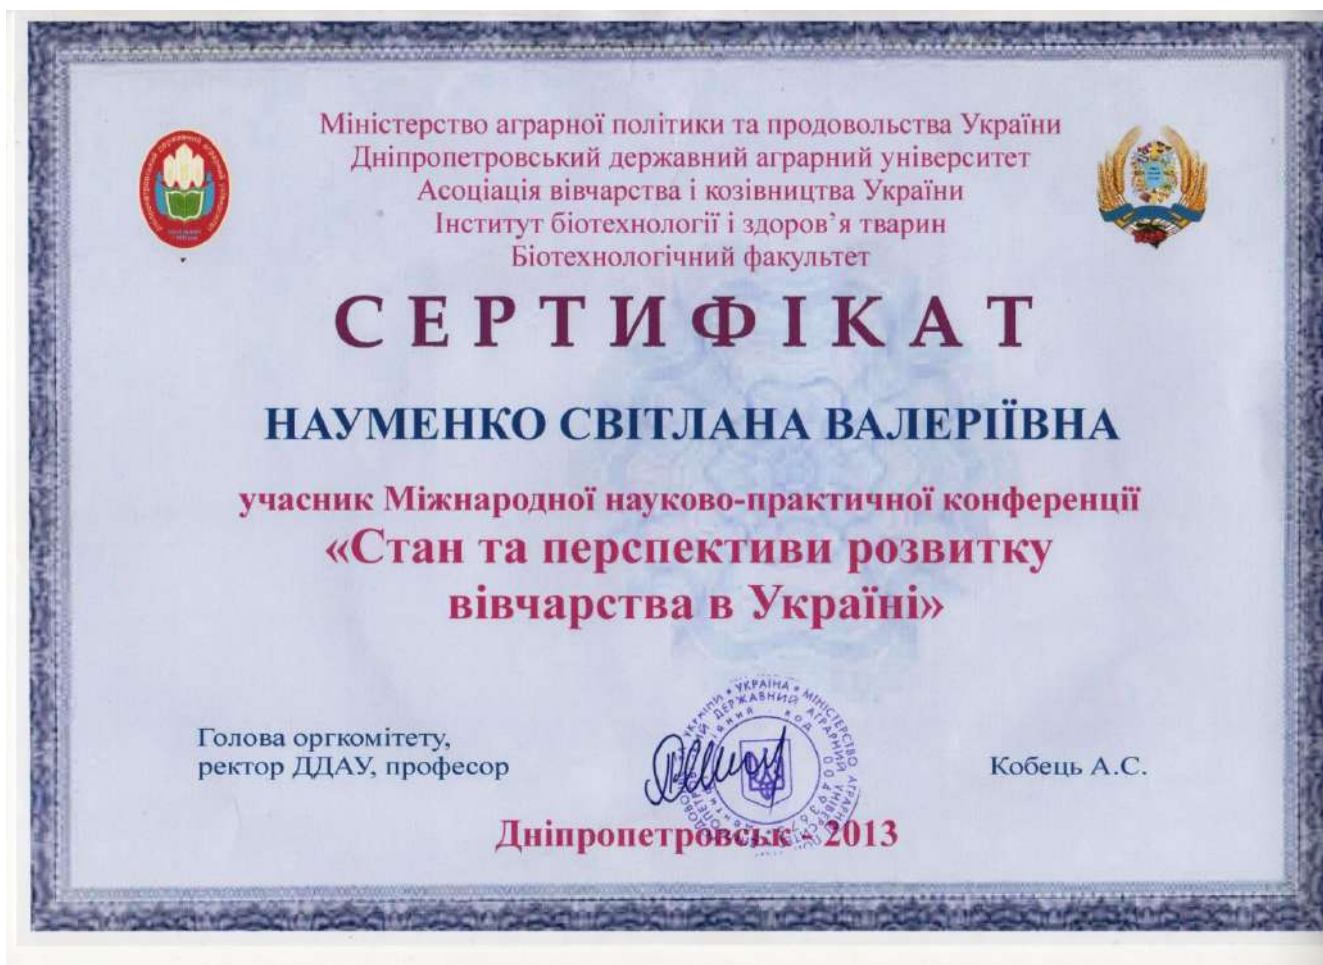 Міністерство аграрної політики та продовольства України
Дніпропетровський державний аграрний університет
Асоціація вівчарства і козівництва України
Інститут біотехнології і здоров’я тварин
Біотехнологічний факультет
СЕРТИФІКАТ
НАУМЕНКО СВІТЛАНА ВАЛЕРІЇВНА
учасник Міжнародної науково-практичної конференції
«Стан та перспективи розвитку
вівчарства в Україні»
Голова оргкомітету,
ректор ДДАУ, професор
Кобець А.С.
Дніпропетровськ - 2013